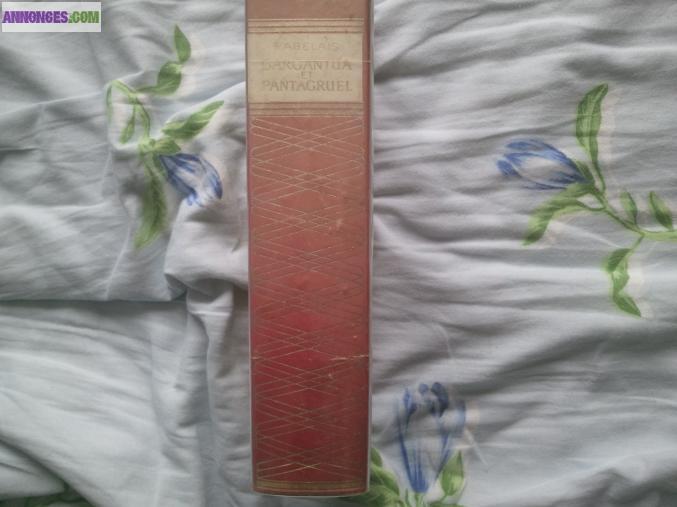 ANNONCES.COM
RABELAIS
GARGANTUA
ET
PANTAGRUEL